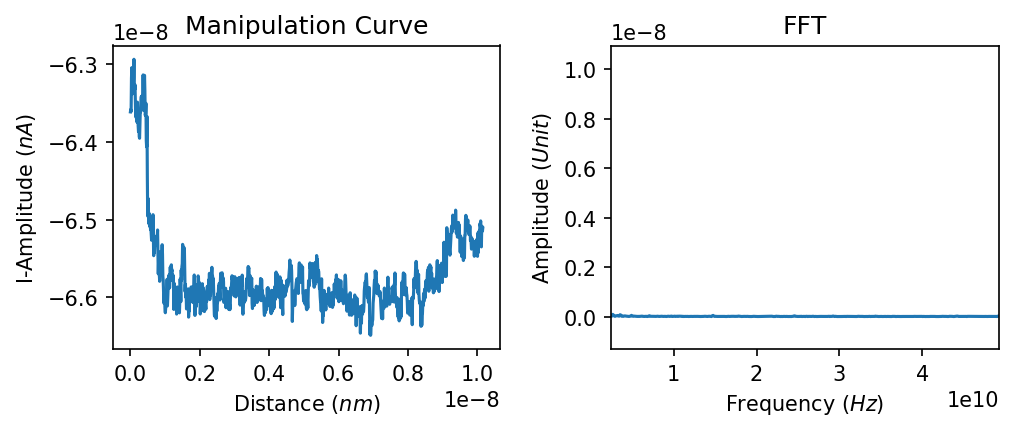 Manipulation Curve
1e−8
−6.3
−6.4
−6.5
−6.6
I-Amplitude (nA)
0.0 0.2 0.4 0.6 0.8 1.0
Distance (nm)
1e−8
FFT
1e−8
1.0
0.8
0.6
0.4
0.2
0.0
Amplitude (Unit)
1 2 3 4
Frequency (Hz)
1e10